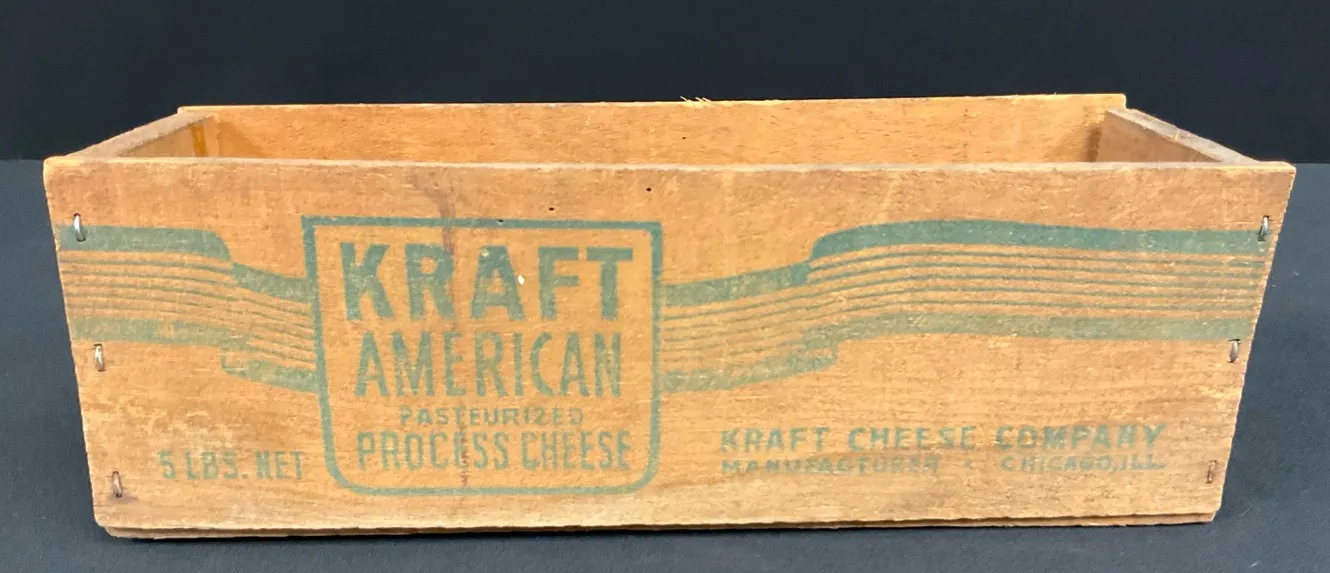 KRAFT
AMERICAN
PASTEURIZED
PROCESS CHEESE
5 LBS. NET
KRAFT CHEESE COMPANY
MANUFACTURER • CHICAGO, ILL.